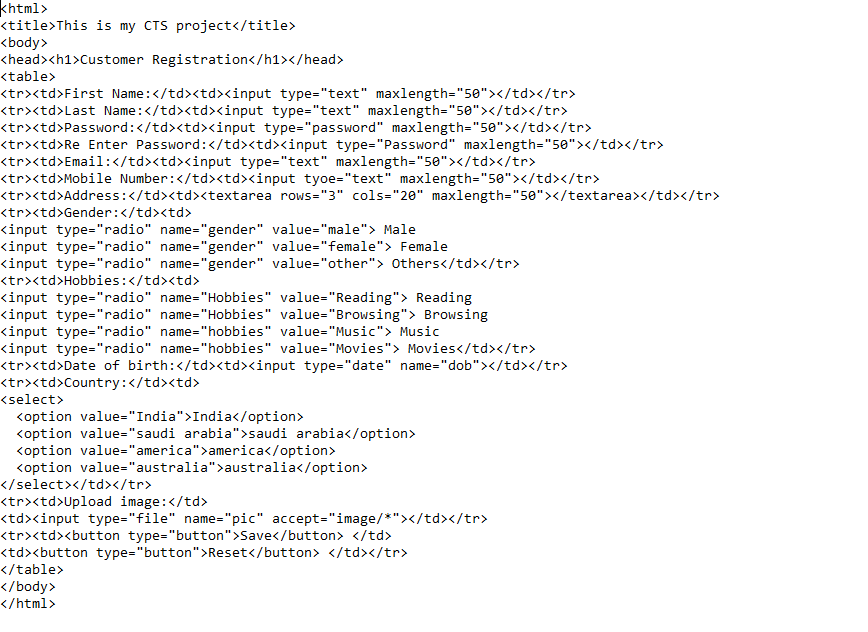 <html>
<title>This is my CTS project</title>
<body>
<head><h1>Customer Registration</h1></head>
<table>
<tr><td>First Name:</td><td><input type="text" maxlength="50"></td></tr>
<tr><td>Last Name:</td><td><input type="text" maxlength="50"></td></tr>
<tr><td>Password:</td><td><input type="password" maxlength="50"></td></tr>
<tr><td>Re Enter Password:</td><td><input type="Password" maxlength="50"></td></tr>
<tr><td>Email:</td><td><input type="text" maxlength="50"></td></tr>
<tr><td>Mobile Number:</td><td><input tyoe="text" maxlength="50"></td></tr>
<tr><td>Address:</td><td><textarea rows="3" cols="20" maxlength="50"></textarea></td></tr>
<tr><td>Gender:</td><td>
<input type="radio" name="gender" value="male"> Male
<input type="radio" name="gender" value="female"> Female
<input type="radio" name="gender" value="other"> Others</td></tr>
<tr><td>Hobbies:</td><td>
<input type="radio" name="Hobbies" value="Reading"> Reading
<input type="radio" name="Hobbies" value="Browsing"> Browsing
<input type="radio" name="hobbies" value="Music"> Music
<input type="radio" name="hobbies" value="Movies"> Movies</td></tr>
<tr><td>Date of birth:</td><td><input type="date" name="dob"></td></tr>
<tr><td>Country:</td><td>
<select>
  <option value="India">India</option>
  <option value="saudi arabia">saudi arabia</option>
  <option value="america">america</option>
  <option value="australia">australia</option>
</select></td></tr>
<tr><td>Upload image:</td>
<td><input type="file" name="pic" accept="image/*"></td></tr>
<tr><td><button type="button">Save</button> </td>
<td><button type="button">Reset</button> </td></tr>
</table>
</body>
</html>